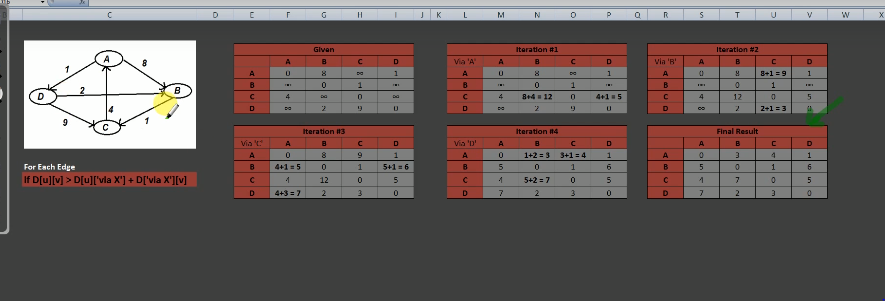 C D E F G H I J K L M N O P Q R S T U V W X
A
8
1
D
2
B
4
9
C
1
For Each Edge
If D[u][v] > D[u]['via X'] + D['via X'][v]
Given
A B C D
A 0 8 ∞ 1
B ∞ 0 1 ∞
C 4 ∞ 0 ∞
D ∞ 2 9 0
Iteration #1
Via 'A' A B C D
A 0 8 ∞ 1
B ∞ 0 1 ∞
C 4 8+4 = 12 0 4+1 = 5
D ∞ 2 9 0
Iteration #2
Via 'B' A B C D
A 0 8 8+1 = 9 1
B ∞ 0 1 ∞
C 4 12 0 5
D ∞ 2 2+1 = 3 0
Iteration #3
Via 'C' A B C D
A 0 8 9 1
B 4+1 = 5 0 1 5+1 = 6
C 4 12 0 5
D 4+3 = 7 2 3 0
Iteration #4
Via 'D' A B C D
A 0 1+2 = 3 3+1 = 4 1
B 5 0 1 6
C 4 5+2 = 7 0 5
D 7 2 3 0
Final Result
A B C D
A 0 3 4 1
B 5 0 1 6
C 4 7 0 5
D 7 2 3 0